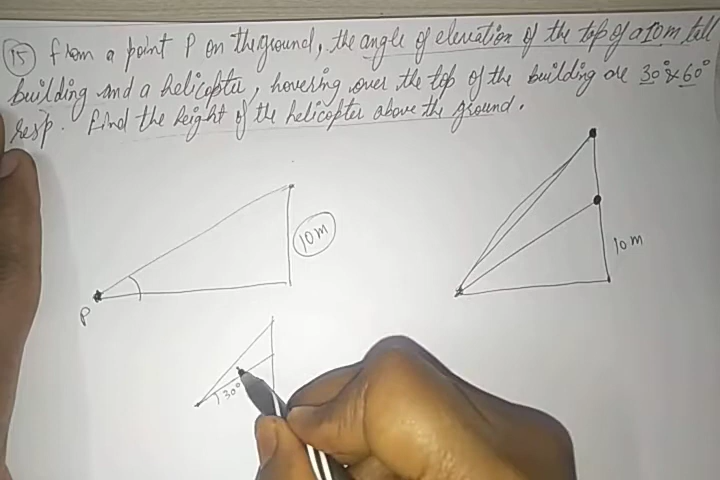 15 from a point P on the ground, the angle of elevation of the top of a 10m tall
building and a helicopter, hovering over the top of the building are 30° & 60°
resp. Find the height of the helicopter above the ground.
10m
10m
P
30°